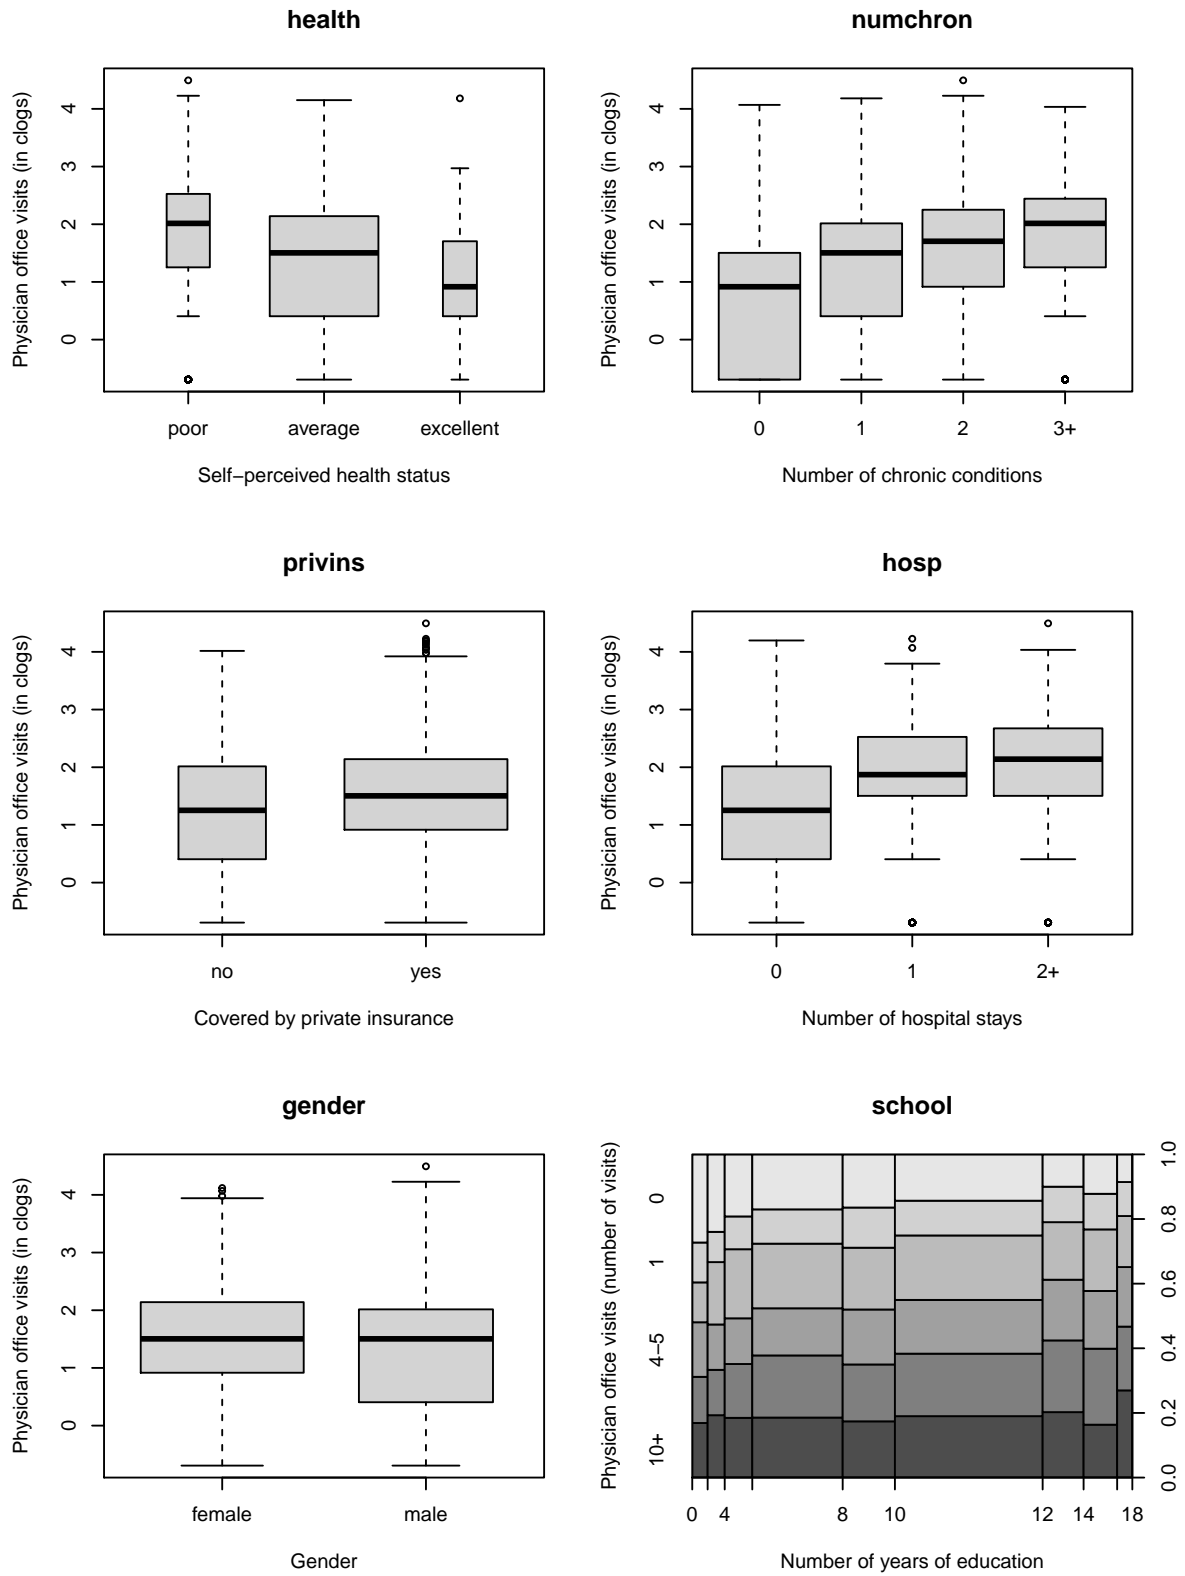 health
Physician office visits (in clogs)
0 1 2 3 4
poor average excellent
Self−perceived health status
numchron
Physician office visits (in clogs)
0 1 2 3 4
0 1 2 3+
Number of chronic conditions
privins
Physician office visits (in clogs)
0 1 2 3 4
no yes
Covered by private insurance
hosp
Physician office visits (in clogs)
0 1 2 3 4
0 1 2+
Number of hospital stays
gender
Physician office visits (in clogs)
0 1 2 3 4
female male
Gender
school
Physician office visits (number of visits)
10+ 4−5 1 0
0.0 0.2 0.4 0.6 0.8 1.0
0 4 8 10 12 14 18
Number of years of education